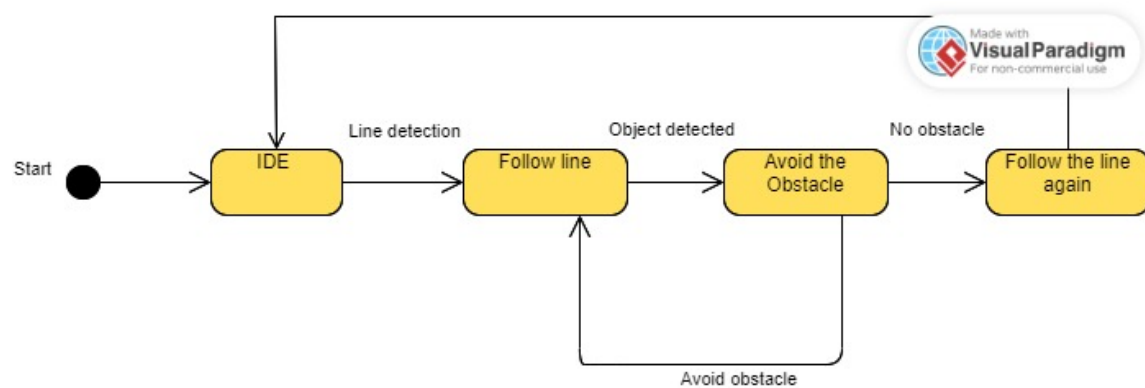 Made with
Visual Paradigm
For non-commercial use
Line detection
Object detected
No obstacle
Start
IDE
Follow line
Avoid the
Obstacle
Follow the line
again
Avoid obstacle